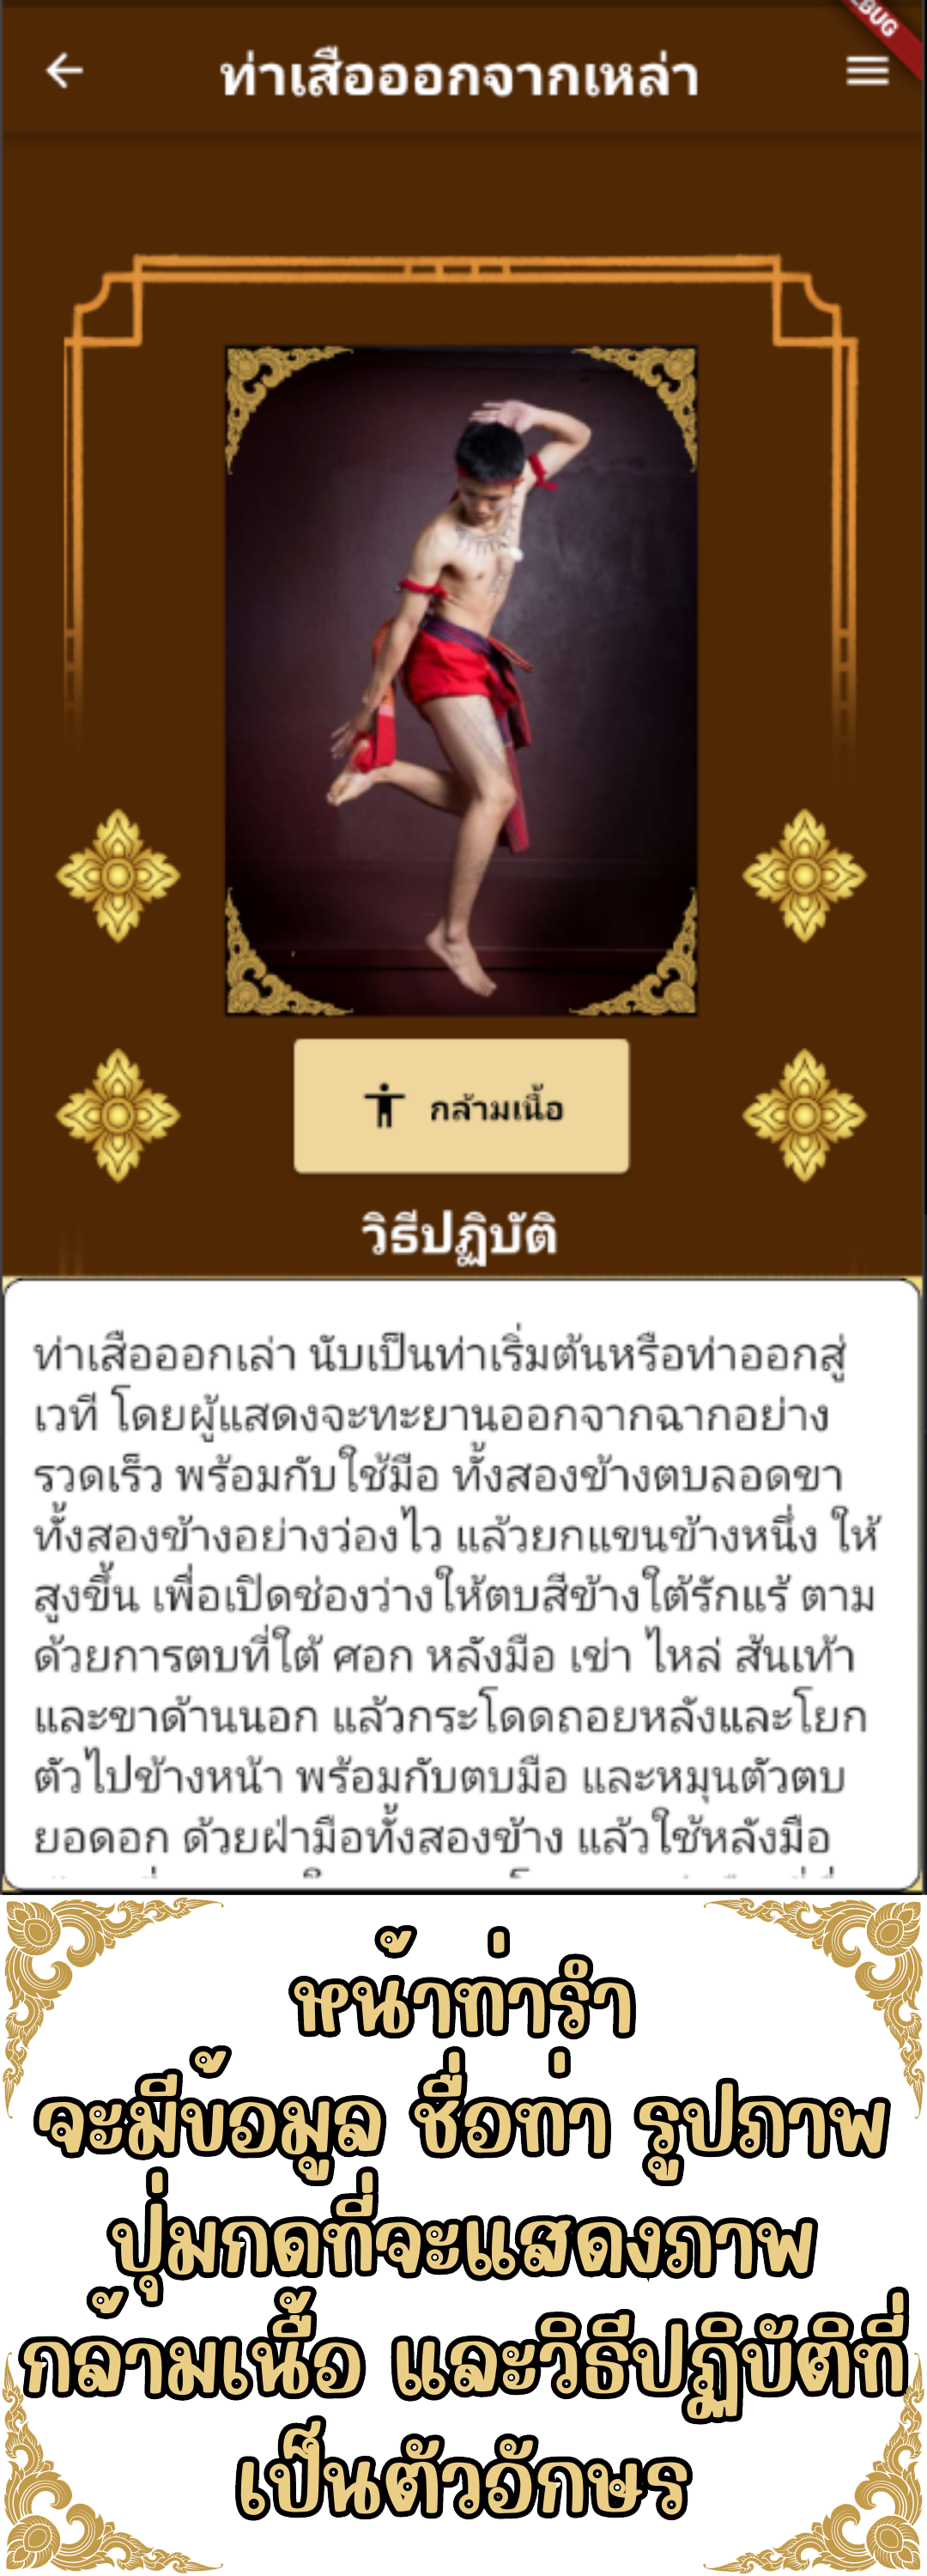 BUG
ท่าเสือออกจากเหล่า
กล้ามเนื้อ
วิธีปฏิบัติ
ท่าเสือออกเล่า นับเป็นท่าเริ่มต้นหรือท่าออกสู่
เวที โดยผู้แสดงจะทะยานออกจากฉากอย่าง
รวดเร็ว พร้อมกับใช้มือ ทั้งสองข้างตบลอดขา
ทั้งสองข้างอย่างว่องไว แล้วยกแขนข้างหนึ่ง ให้
สูงขึ้น เพื่อเปิดช่องว่างให้ตบสีข้างใต้รักแร้ ตาม
ด้วยการตบที่ใต้ ศอก หลังมือ เข่า ไหล่ สันเท้า
และขาด้านนอก แล้วกระโดดถอยหลังและโยก
ตัวไปข้างหน้า พร้อมกับตบมือ และหมุนตัวตบ
ยอดอก ด้วยฝ่ามือทั้งสองข้าง แล้วใช้หลังมือ
หน้าท่ารำ
จะมีข้อมูล ชื่อท่า รูปภาพ
ปุ่มกดที่จะแสดงภาพ
กล้ามเนื้อ และวิธีปฏิบัติที่
เป็นตัวอักษร